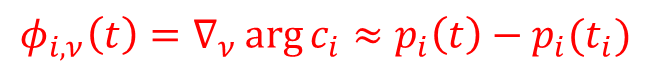 ϕ_{i,ν}(t) = ∇_ν arg c_i ≈ p_i(t) − p_i(t_i)